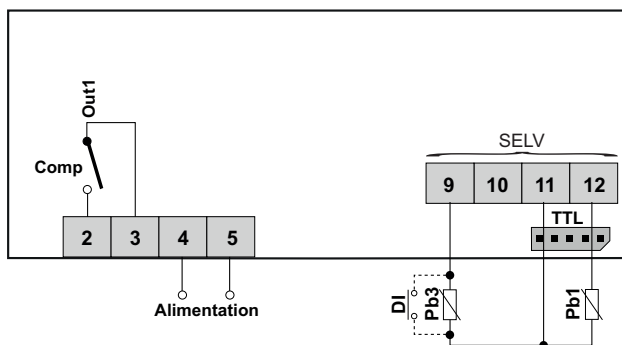 Out1
SELV
Comp
9 10 11 12
TTL
2 3 4 5
DI
Pb3
Pb1
Alimentation